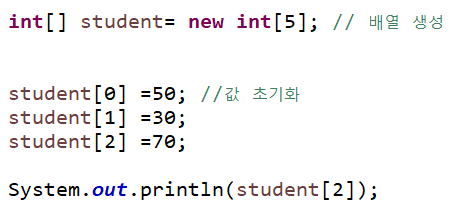 int[] student= new int[5]; // 배열 생성
student[0] =50; //값 초기화
student[1] =30;
student[2] =70;
System.out.println(student[2]);